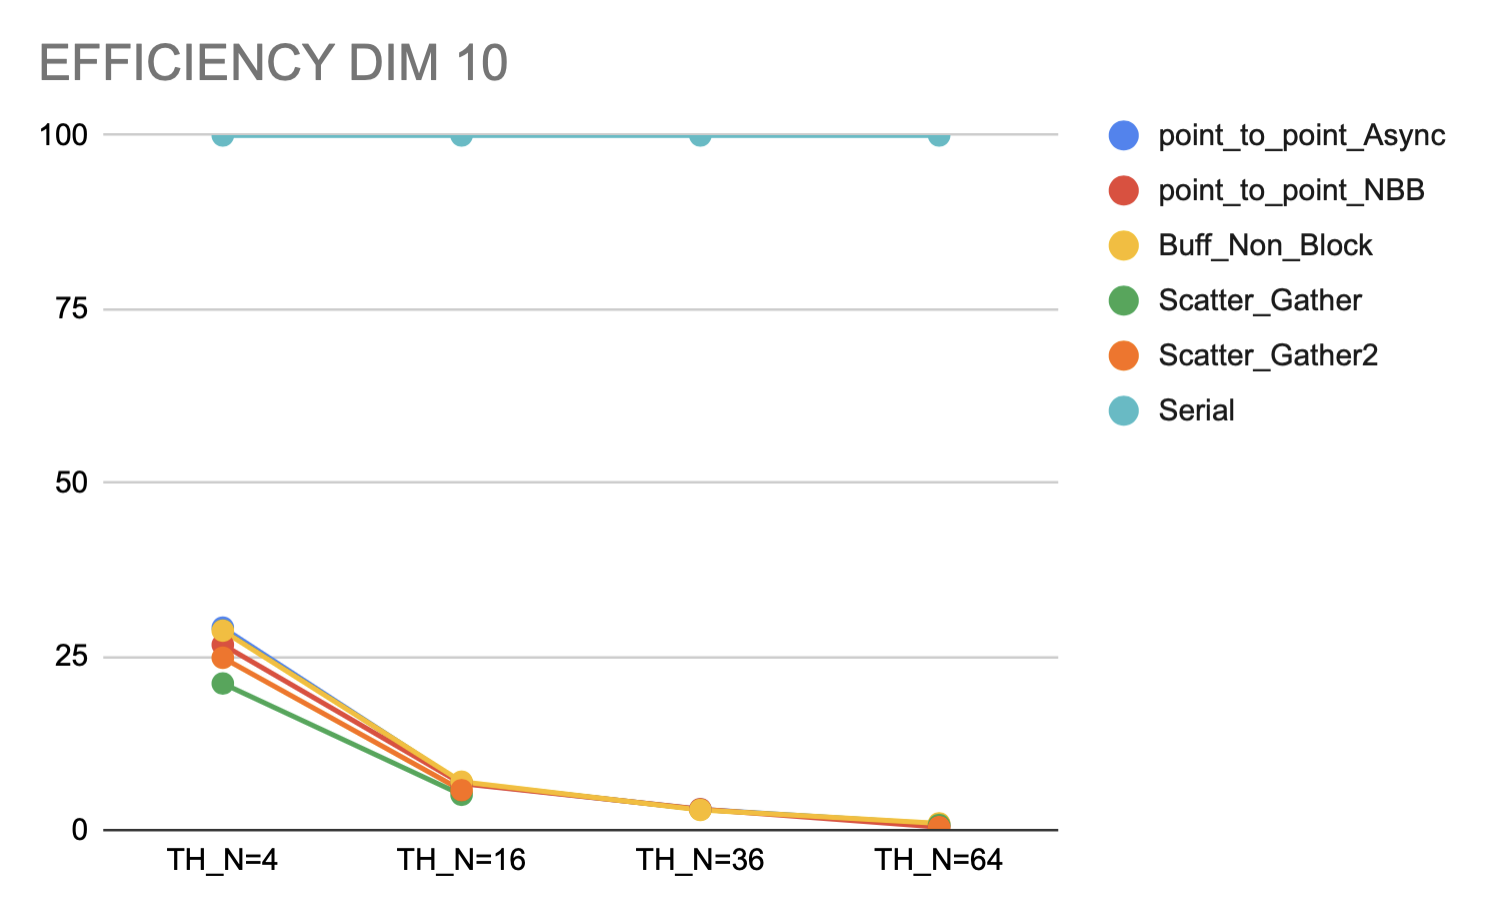 EFFICIENCY DIM 10
100
75
50
25
0
TH_N=4
TH_N=16
TH_N=36
TH_N=64
point_to_point_Async
point_to_point_NBB
Buff_Non_Block
Scatter_Gather
Scatter_Gather2
Serial